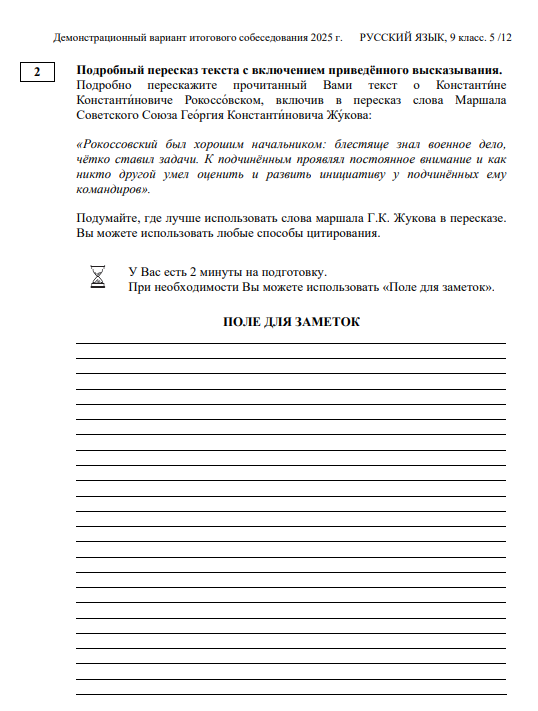 Демонстрационный вариант итогового собеседования 2025 г. РУССКИЙ ЯЗЫК, 9 класс. 5 /12
2
Подробный пересказ текста с включением приведённого высказывания.
Подробно перескажите прочитанный Вами текст о Константи́не
Константи́новиче Рокоссо́вском, включив в пересказ слова Маршала
Советского Союза Гео́ргия Константи́новича Жу́кова:
«Рокоссовский был хорошим начальником: блестяще знал военное дело,
чётко ставил задачи. К подчинённым проявлял постоянное внимание и как
никто другой умел оценить и развить инициативу у подчинённых ему
командиров».
Подумайте, где лучше использовать слова маршала Г.К. Жукова в пересказе.
Вы можете использовать любые способы цитирования.
У Вас есть 2 минуты на подготовку.
При необходимости Вы можете использовать «Поле для заметок».
ПОЛЕ ДЛЯ ЗАМЕТОК